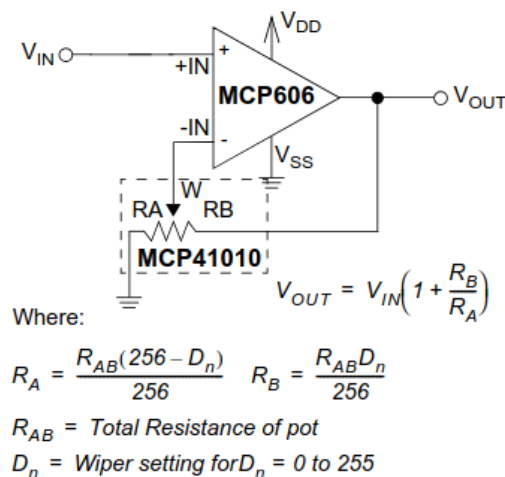 V_DD
V_IN
+
+IN
MCP606
V_OUT
-IN
-
V_SS
W
RA RB
MCP41010
V_OUT = V_IN(1 + R_B/R_A)
Where:
R_A = R_AB(256 – D_n)/256 R_B = R_AB D_n/256
R_AB = Total Resistance of pot
D_n = Wiper setting forD_n = 0 to 255